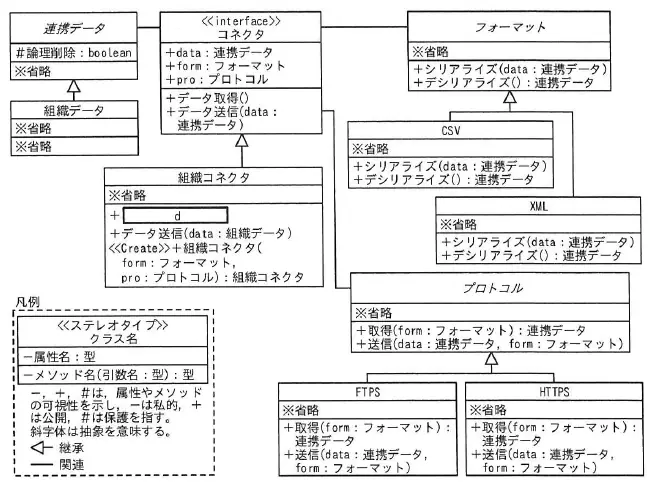 連携データ
#論理削除:boolean
※省略
組織データ
※省略
※省略
≪interface≫
コネクタ
+data:連携データ
+form:フォーマット
+pro:プロトコル
+データ取得()
+データ送信(data:
連携データ)
フォーマット
※省略
+シリアライズ(data:連携データ)
+デシリアライズ():連携データ
CSV
※省略
+シリアライズ(data:連携データ)
+デシリアライズ():連携データ
XML
※省略
+シリアライズ(data:連携データ)
+デシリアライズ():連携データ
組織コネクタ
※省略
+ d
+データ送信(data:組織データ)
≪Create≫+組織コネクタ(
form:フォーマット,
pro:プロトコル):組織コネクタ
プロトコル
※省略
+取得(form:フォーマット):連携データ
+送信(data:連携データ, form:フォーマット)
FTPS
※省略
+取得(form:フォーマット):
連携データ
+送信(data:連携データ,
form:フォーマット)
HTTPS
※省略
+取得(form:フォーマット):
連携データ
+送信(data:連携データ,
form:フォーマット)
凡例
≪ステレオタイプ≫
クラス名
-属性名:型
-メソッド名(引数名:型):型
-, +, #は, 属性やメソッド
の可視性を示し, -は私的, +
は公開, #は保護を指す。
斜字体は抽象を意味する。
継承
関連